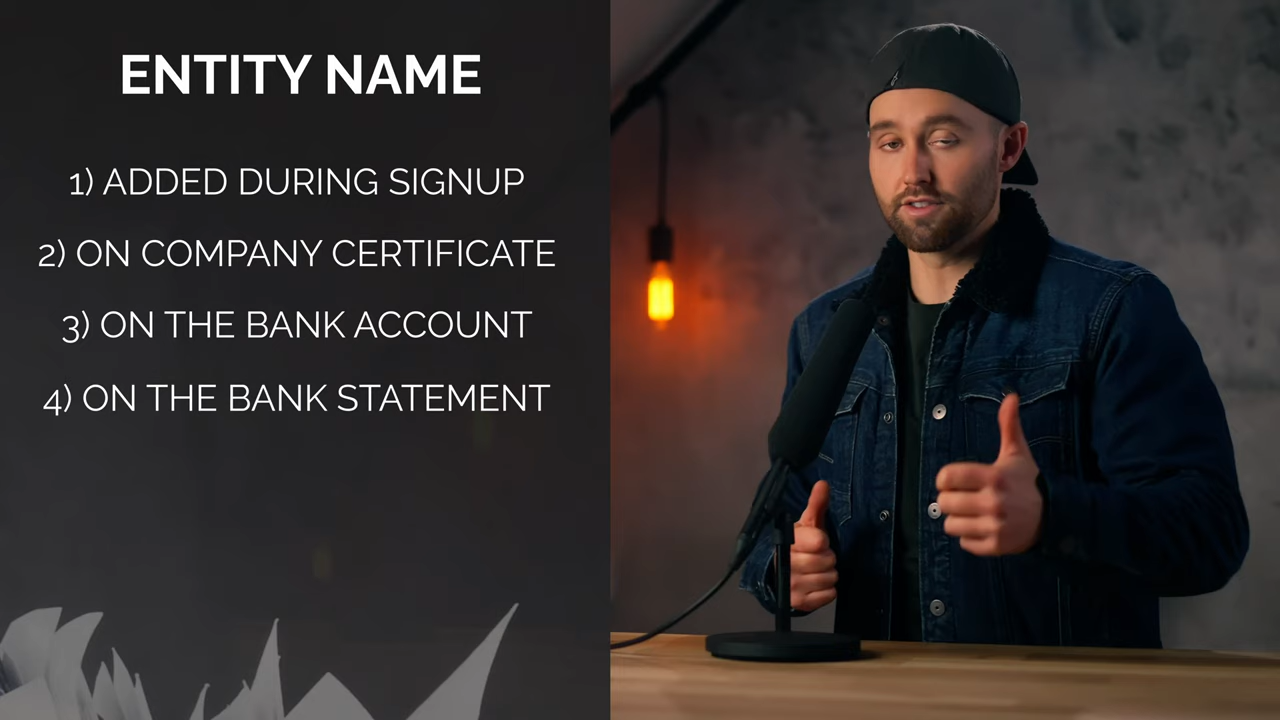 ENTITY NAME
1) ADDED DURING SIGNUP
2) ON COMPANY CERTIFICATE
3) ON THE BANK ACCOUNT
4) ON THE BANK STATEMENT